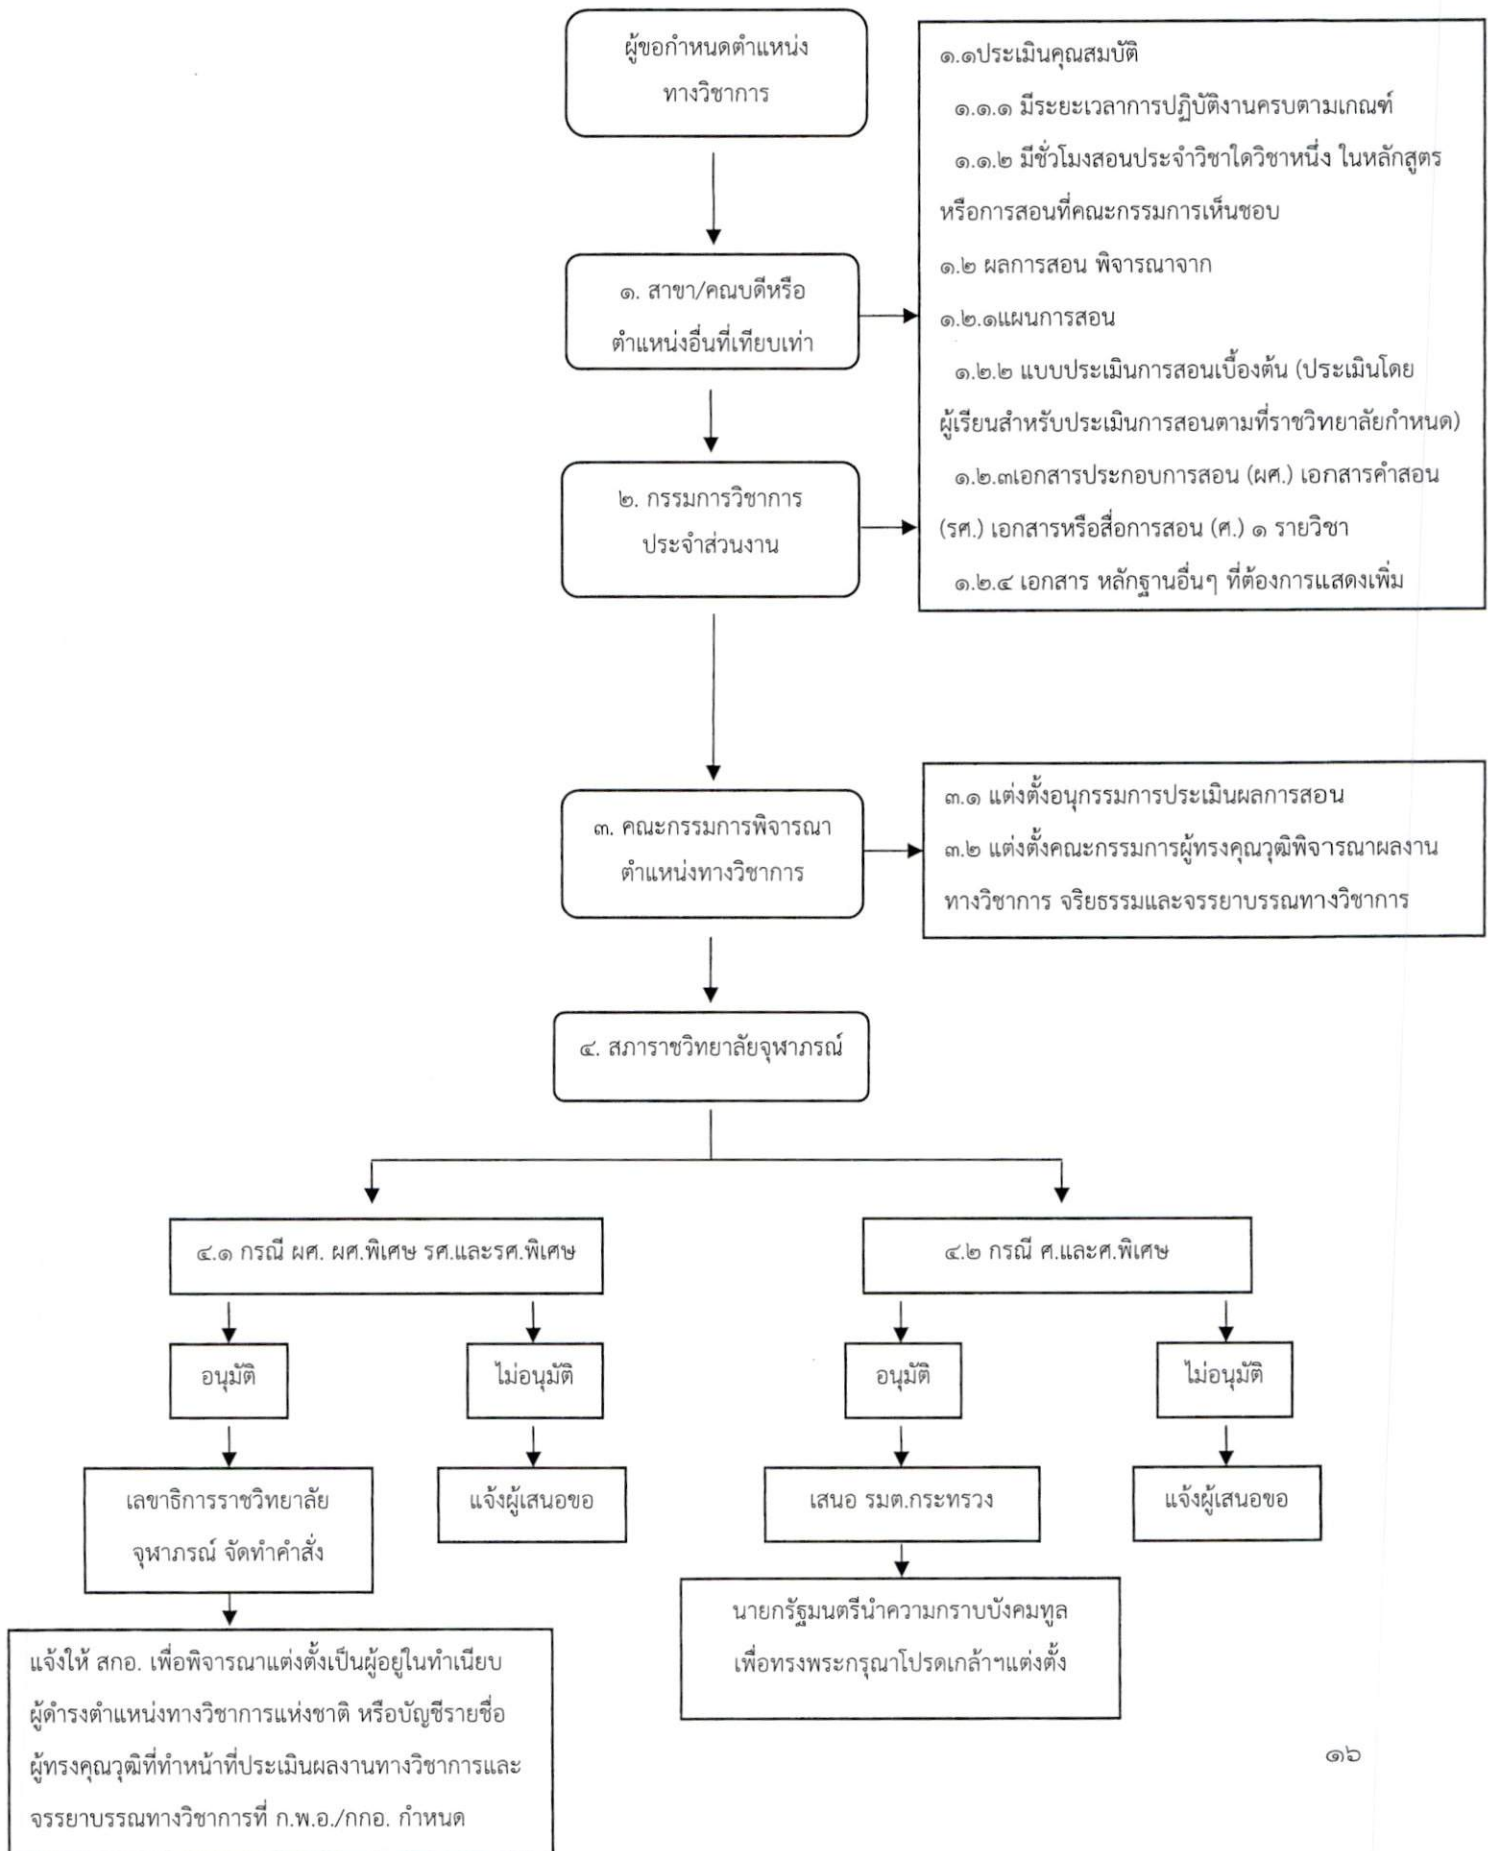 ผู้ขอกำหนดตำแหน่ง
ทางวิชาการ
๑.๑ประเมินคุณสมบัติ
๑.๑.๑ มีระยะเวลาการปฏิบัติงานครบตามเกณฑ์
๑.๑.๒ มีชั่วโมงสอนประจำวิชาใดวิชาหนึ่ง ในหลักสูตร
หรือการสอนที่คณะกรรมการเห็นชอบ
๑.๒ ผลการสอน พิจารณาจาก
๑.๒.๑แผนการสอน
๑.๒.๒ แบบประเมินการสอนเบื้องต้น (ประเมินโดย
ผู้เรียนสำหรับประเมินการสอนตามที่ราชวิทยาลัยกำหนด)
๑.๒.๓เอกสารประกอบการสอน (ผศ.) เอกสารคำสอน
(รศ.) เอกสารหรือสื่อการสอน (ศ.) ๑ รายวิชา
๑.๒.๔ เอกสาร หลักฐานอื่นๆ ที่ต้องการแสดงเพิ่ม
๑. สาขา/คณบดีหรือ
ตำแหน่งอื่นที่เทียบเท่า
๒. กรรมการวิชาการ
ประจำส่วนงาน
๓. คณะกรรมการพิจารณา
ตำแหน่งทางวิชาการ
๓.๑ แต่งตั้งอนุกรรมการประเมินผลการสอน
๓.๒ แต่งตั้งคณะกรรมการผู้ทรงคุณวุฒิพิจารณาผลงาน
ทางวิชาการ จริยธรรมและจรรยาบรรณทางวิชาการ
๔. สภาราชวิทยาลัยจุฬาภรณ์
๔.๑ กรณี ผศ. ผศ.พิเศษ รศ.และรศ.พิเศษ
๔.๒ กรณี ศ.และศ.พิเศษ
อนุมัติ
ไม่อนุมัติ
อนุมัติ
ไม่อนุมัติ
เลขาธิการราชวิทยาลัย
จุฬาภรณ์ จัดทำคำสั่ง
แจ้งผู้เสนอขอ
เสนอ รมต.กระทรวง
แจ้งผู้เสนอขอ
นายกรัฐมนตรีนำความกราบบังคมทูล
เพื่อทรงพระกรุณาโปรดเกล้าฯแต่งตั้ง
แจ้งให้ สกอ. เพื่อพิจารณาแต่งตั้งเป็นผู้อยู่ในทำเนียบ
ผู้ดำรงตำแหน่งทางวิชาการแห่งชาติ หรือบัญชีรายชื่อ
ผู้ทรงคุณวุฒิที่ทำหน้าที่ประเมินผลงานทางวิชาการและ
จรรยาบรรณทางวิชาการที่ ก.พ.อ./กกอ. กำหนด
๑๖